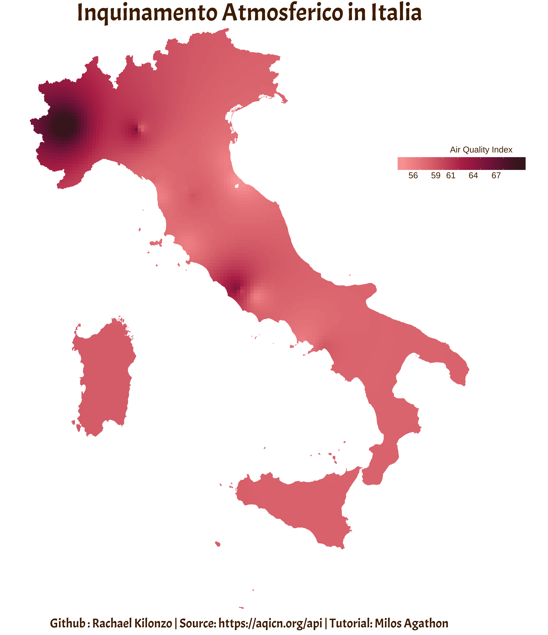 Inquinamento Atmosferico in Italia
Air Quality Index
56 59 61 64 67
Github : Rachael Kilonzo | Source: https://aqicn.org/api | Tutorial: Milos Agathon